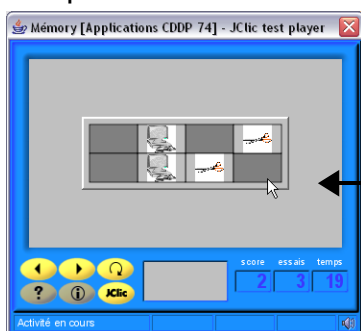 Mémory [Applications CDDP 74] - JClic test player
score essais temps
2 3 19
?
i
JClic
Activité en cours